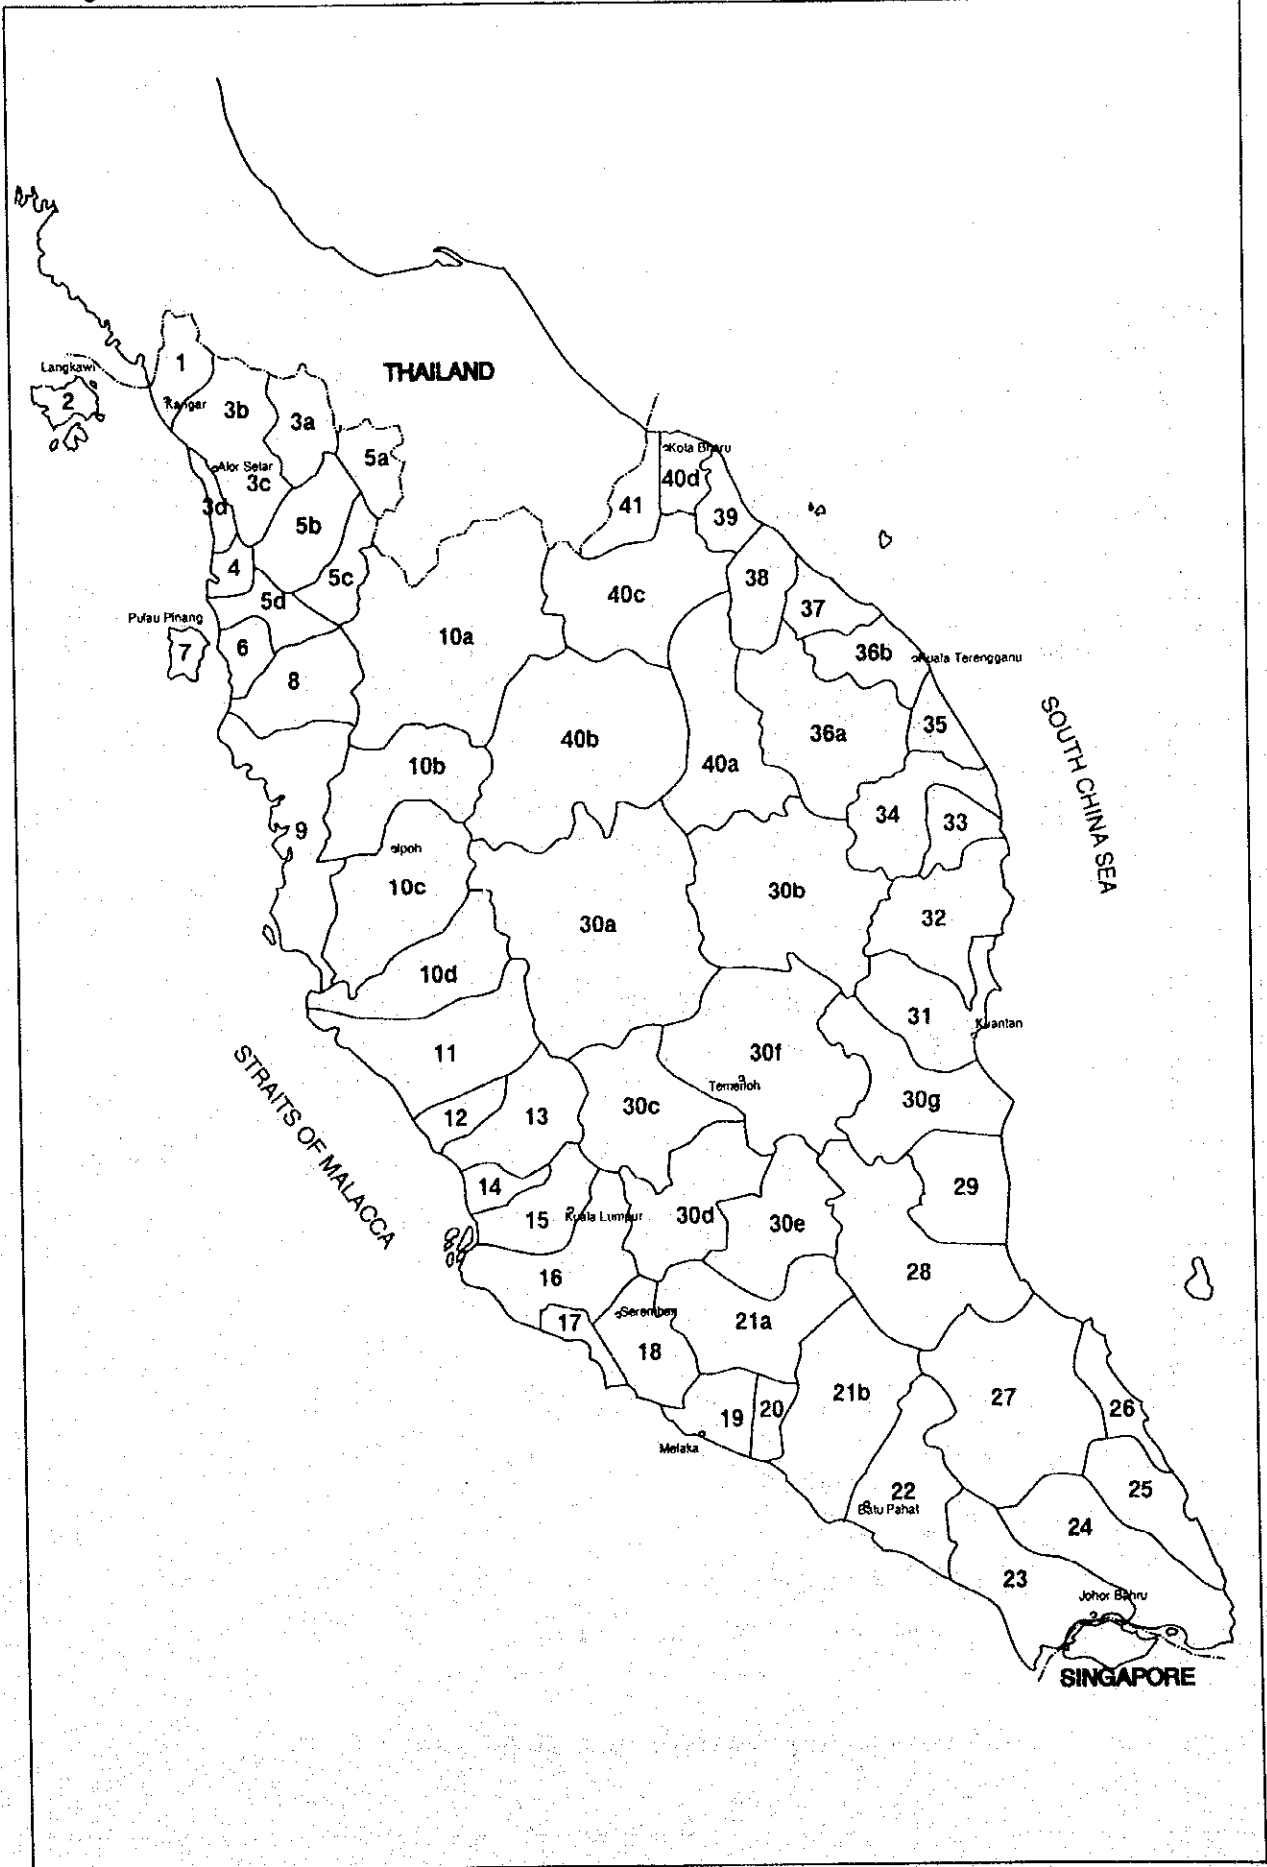 THAILAND
1
Langkawi
2
Kangar
3b
3a
Kota Bharu
5a
Alor Setar
3c
40d
3d
41
39
5b
4
5c
38
40c
5d
37
Pulau Pinang
10a
6
7
36b
Kuala Terengganu
8
35
SOUTH CHINA SEA
36a
40b
40a
10b
34
33
9
Ipoh
10c
30b
32
30a
10d
31
Kuantan
STRAITS OF MALACCA
11
30f
Temerloh
30g
30c
12
13
14
29
15
Kuala Lumpur
30d
30e
28
16
Seremban
17
21a
18
21b
27
19
20
26
Melaka
22
25
Batu Pahat
24
23
Johor Bahru
SINGAPORE